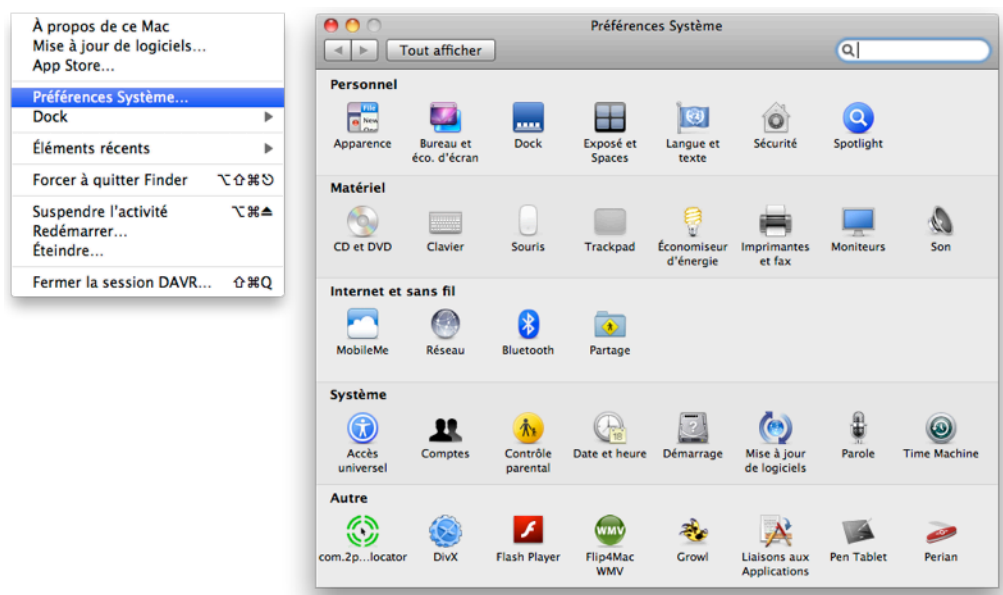 À propos de ce Mac
Mise à jour de logiciels...
App Store...
Préférences Système...
Dock
Éléments récents
Forcer à quitter Finder ⌥⇧⌘⎋
Suspendre l'activité ⌥⌘⏏
Redémarrer...
Éteindre...
Fermer la session DAVR... ⇧⌘Q
Préférences Système
Tout afficher
Personnel
Apparence
Bureau et
éco. d'écran
Dock
Exposé et
Spaces
Langue et
texte
Sécurité
Spotlight
Matériel
CD et DVD
Clavier
Souris
Trackpad
Économiseur
d'énergie
Imprimantes
et fax
Moniteurs
Son
Internet et sans fil
MobileMe
Réseau
Bluetooth
Partage
Système
Accès
universel
Comptes
Contrôle
parental
Date et heure
Démarrage
Mise à jour
de logiciels
Parole
Time Machine
Autre
com.2p...locator
DivX
Flash Player
Flip4Mac
WMV
Growl
Liaisons aux
Applications
Pen Tablet
Perian